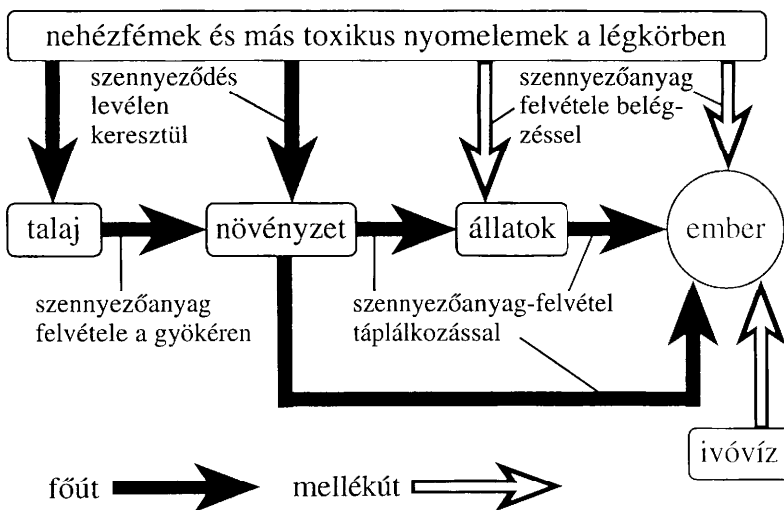 nehézfémek és más toxikus nyomelemek a légkörben
szennyeződés
levélen
keresztül
szennyezőanyag
felvétele belég-
zéssel
talaj
növényzet
állatok
ember
szennyezőanyag
felvétele a gyökéren
szennyezőanyag-felvétel
táplálkozással
ivóvíz
főút
mellékút